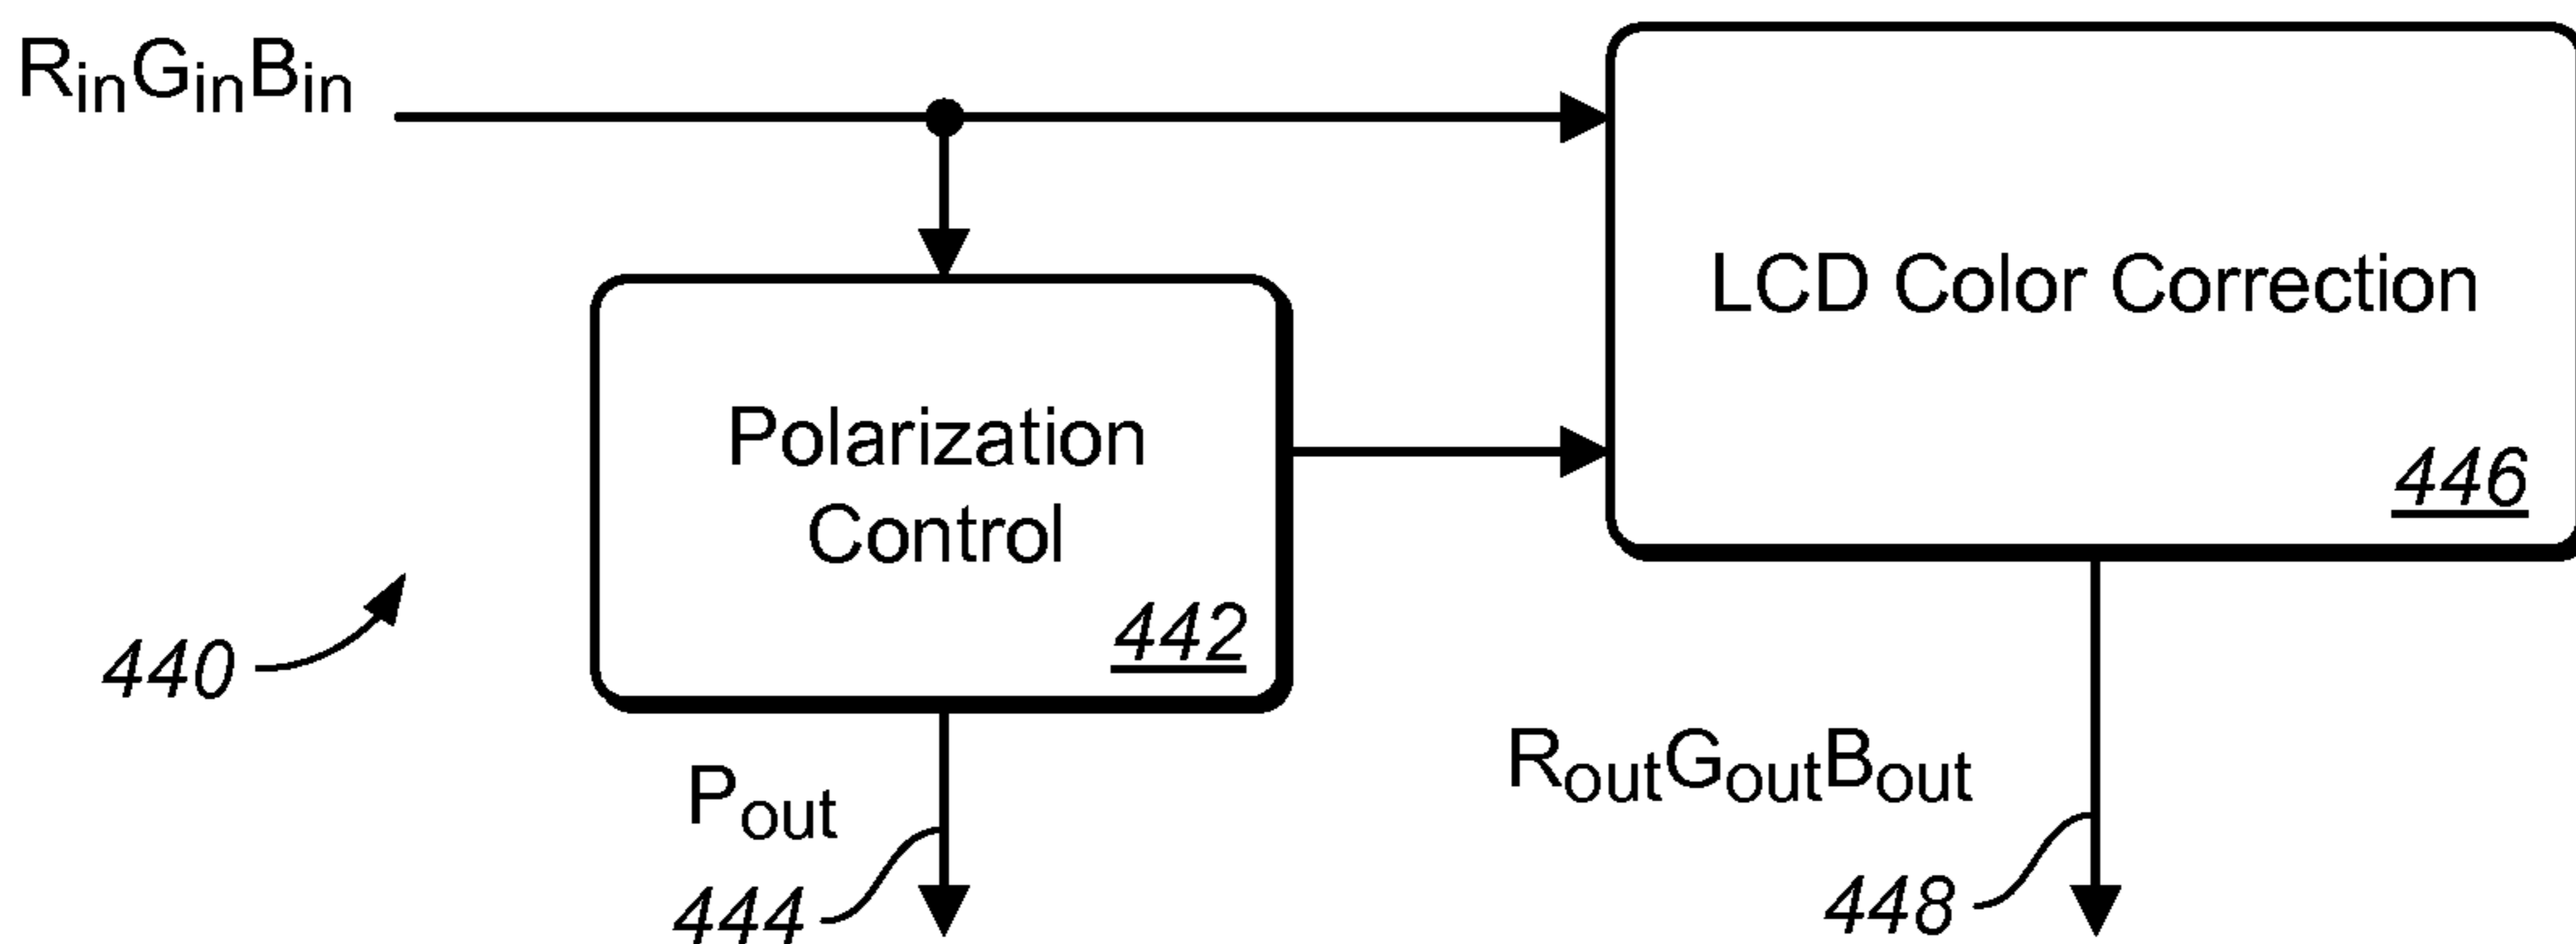 RinGinBin
LCD Color Correction
446
Polarization
Control
442
440
Pout
444
RoutGoutBout
448